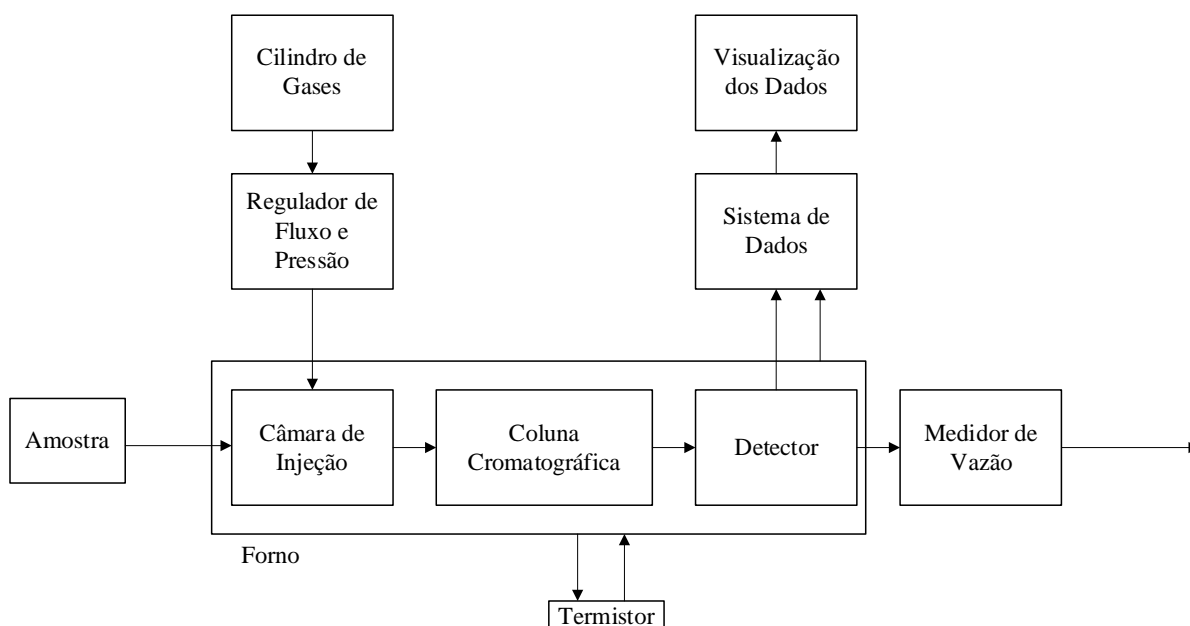 Cilindro de
Gases
Visualização
dos Dados
Regulador de
Fluxo e
Pressão
Sistema de
Dados
Amostra
Câmara de
Injeção
Coluna
Cromatográfica
Detector
Medidor de
Vazão
Forno
Termistor